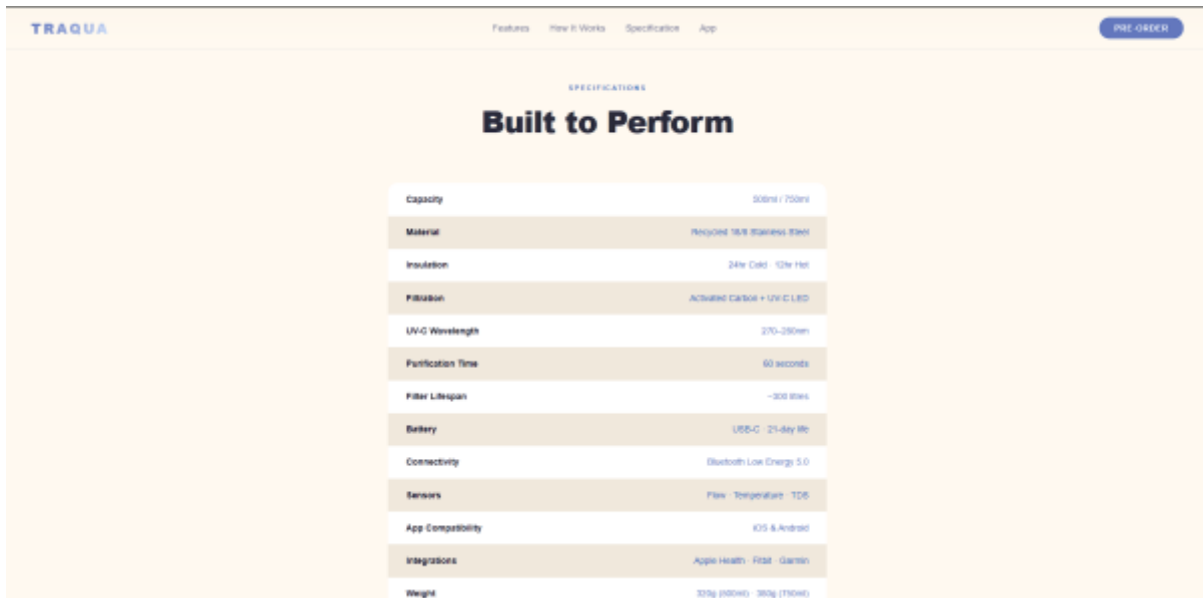 TRAQUA
Features How It Works Specification App
PRE-ORDER
SPECIFICATIONS
Built to Perform
Capacity 500ml / 750ml
Material Recycled 18/8 Stainless Steel
Insulation 24hr Cold · 12hr Hot
Filtration Activated Carbon + UV-C LED
UV-C Wavelength
Purification Time 60 seconds
Filter Lifespan ~300 litres
Battery USB-C · 21-day life
Connectivity Bluetooth Low Energy 5.0
Sensors Flow · Temperature · TDS
App Compatibility iOS & Android
Integrations Apple Health · Fitbit · Garmin
Weight